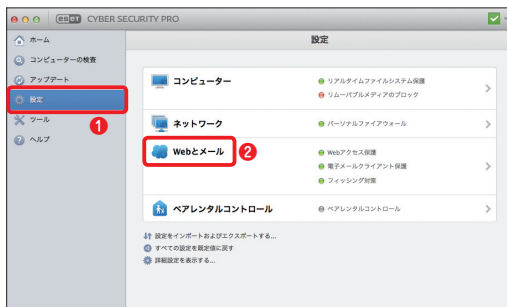 eset CYBER SECURITY PRO
ホーム
コンピューターの検査
アップデート
設定
ツール
ヘルプ
1
設定
コンピューター
リアルタイムファイルシステム保護
リムーバブルメディアのブロック
ネットワーク
パーソナルファイアウォール
Webとメール
2
Webアクセス保護
電子メールクライアント保護
フィッシング対策
ペアレンタルコントロール
ペアレンタルコントロール
設定をインポートおよびエクスポートする...
すべての設定を既定値に戻す
詳細設定を表示する...